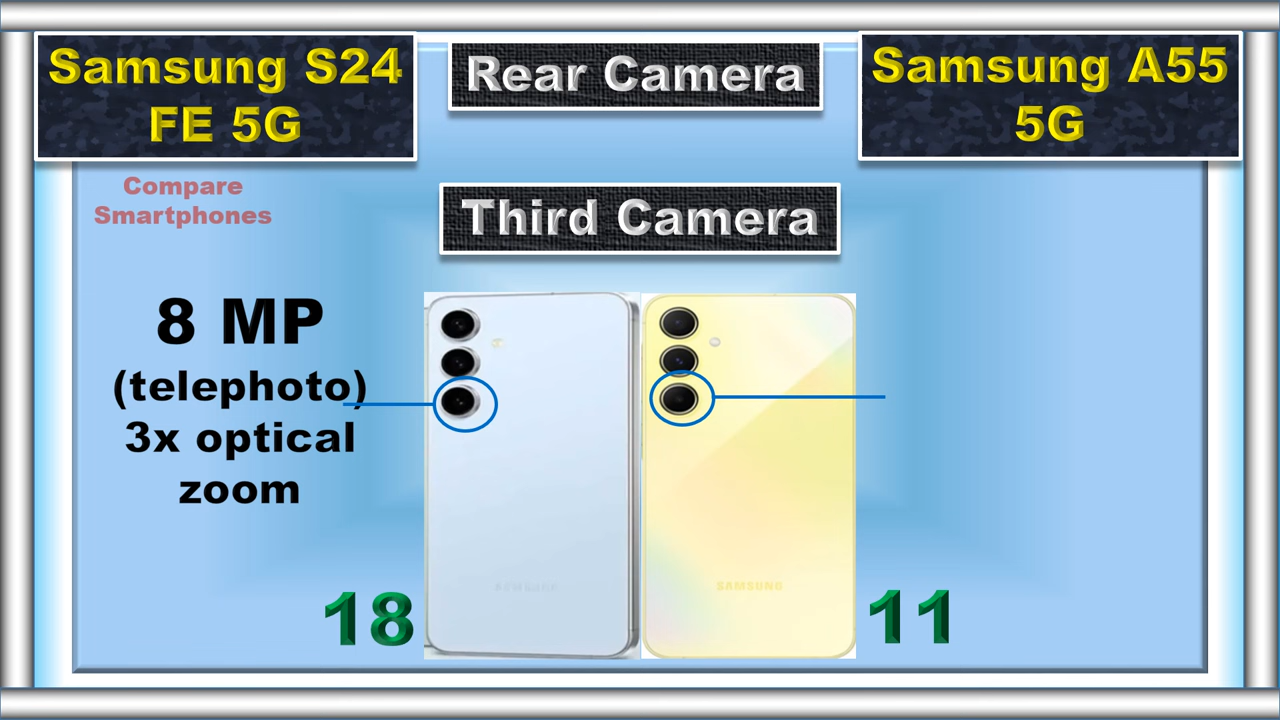 Samsung S24
FE 5G
Rear Camera
Samsung A55
5G
Compare
Smartphones
Third Camera
8 MP
(telephoto)
3x optical
zoom
18
SAMSUNG
SAMSUNG
11